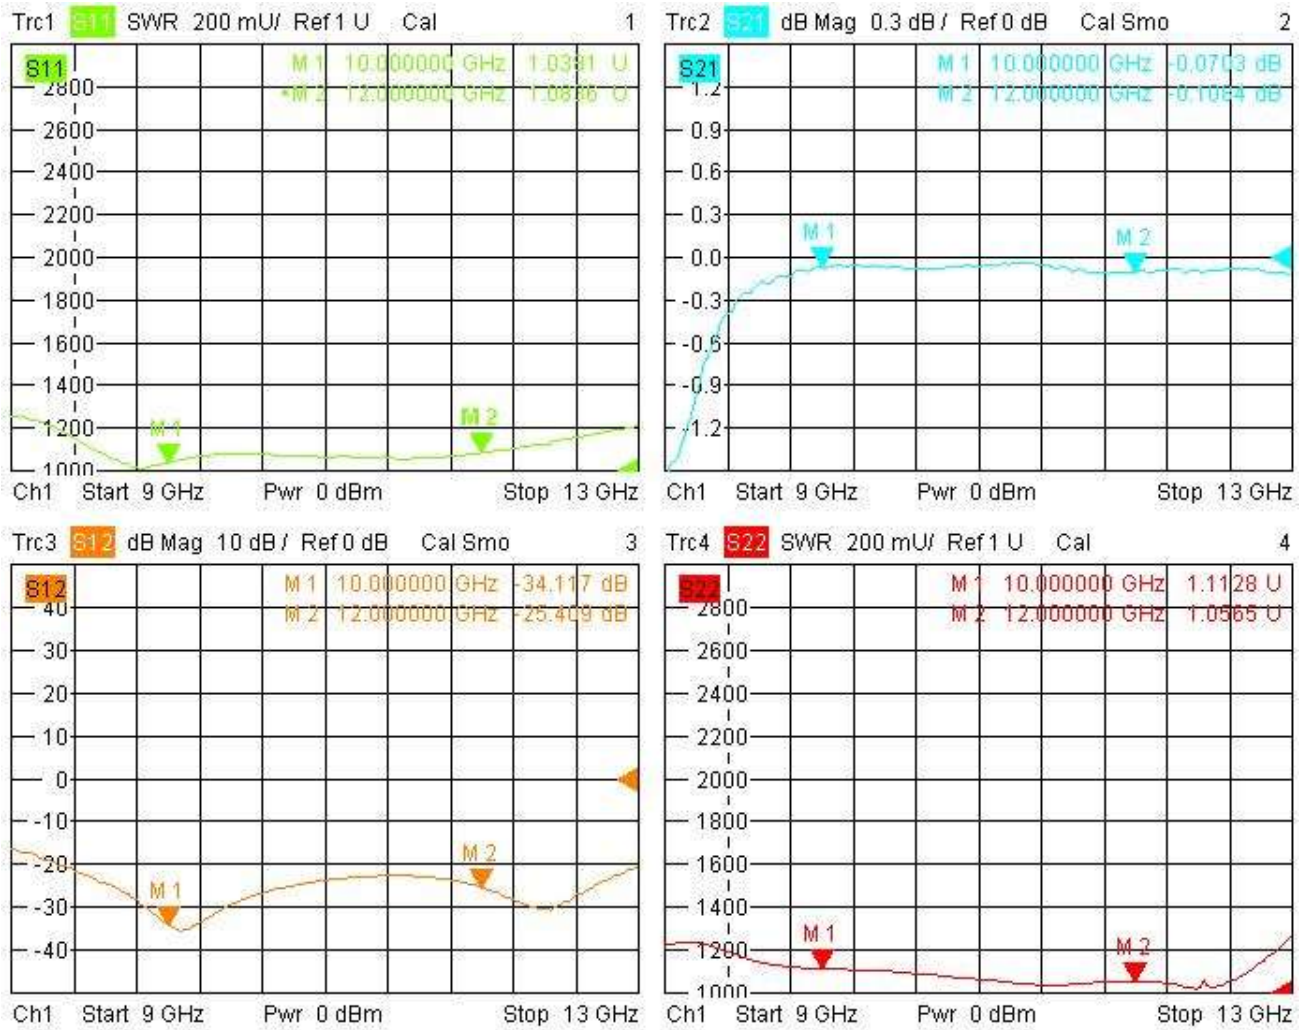 Trc1 S11 SWR 200 mU/ Ref 1 U Cal 1
S11
M 1 10.000000 GHz 1.0381 U
•M 2 12.000000 GHz 1.0836 U
2800
2600
2400
2200
2000
1800
1600
1400
1200
1000
M 1
M 2
Ch1 Start 9 GHz Pwr 0 dBm Stop 13 GHz
Trc2 S21 dB Mag 0.3 dB / Ref 0 dB Cal Smo 2
S21
M 1 10.000000 GHz -0.0703 dB
M 2 12.000000 GHz -0.1084 dB
1.2
0.9
0.6
0.3
0.0
-0.3
-0.6
-0.9
-1.2
M 1
M 2
Ch1 Start 9 GHz Pwr 0 dBm Stop 13 GHz
Trc3 S12 dB Mag 10 dB / Ref 0 dB Cal Smo 3
S12
M 1 10.000000 GHz -34.117 dB
M 2 12.000000 GHz -25.409 dB
40
30
20
10
0
-10
-20
-30
-40
M 1
M 2
Ch1 Start 9 GHz Pwr 0 dBm Stop 13 GHz
Trc4 S22 SWR 200 mU/ Ref 1 U Cal 4
S22
M 1 10.000000 GHz 1.1128 U
M 2 12.000000 GHz 1.0565 U
2800
2600
2400
2200
2000
1800
1600
1400
1200
1000
M 1
M 2
Ch1 Start 9 GHz Pwr 0 dBm Stop 13 GHz